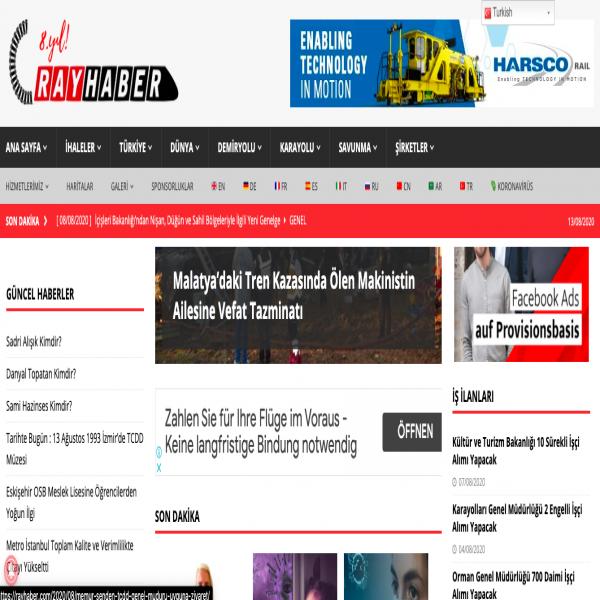 Turkish
8.yıl!
RAYHABER
ENABLING
TECHNOLOGY
IN MOTION
HARSCO RAIL
Enabling TECHNOLOGY IN MOTION
ANA SAYFA İHALELER TÜRKİYE DÜNYA DEMİRYOLU KARAYOLU SAVUNMA ŞİRKETLER
HİZMETLERİMİZ HARİTALAR GALERİ SPONSORLUKLAR EN DE FR ES IT RU CN AR TR KORONAVİRÜS
SON DAKİKA [ 08/08/2020 ] İçişleri Bakanlığı'ndan Nişan, Düğün ve Sahil Bölgeleriyle İlgili Yeni Genelge GENEL 13/08/2020
GÜNCEL HABERLER
Sadri Alışık Kimdir?
Danyal Topatan Kimdir?
Sami Hazinses Kimdir?
Tarihte Bugün : 13 Ağustos 1993 İzmir'de TCDD
Müzesi
Eskişehir OSB Meslek Lisesine Öğrencilerden
Yoğun İlgi
Metro İstanbul Toplam Kalite ve Verimlilikte
Çıtayı Yükseltti
Malatya'daki Tren Kazasında Ölen Makinistin
Ailesine Vefat Tazminatı
Zahlen Sie für Ihre Flüge im Voraus -
Keine langfristige Bindung notwendig
ÖFFNEN
SON DAKİKA
Facebook Ads
auf Provisionsbasis
İŞ İLANLARI
Kültür ve Turizm Bakanlığı 10 Sürekli İşçi
Alımı Yapacak
07/08/2020
Karayolları Genel Müdürlüğü 2 Engelli İşçi
Alımı Yapacak
04/08/2020
Orman Genel Müdürlüğü 700 Daimi İşçi
Alımı Yapacak
ttps://rayhaber.com/2020/08/memur-senden-tcdd-genel-muduru-uyguna-ziyaret/